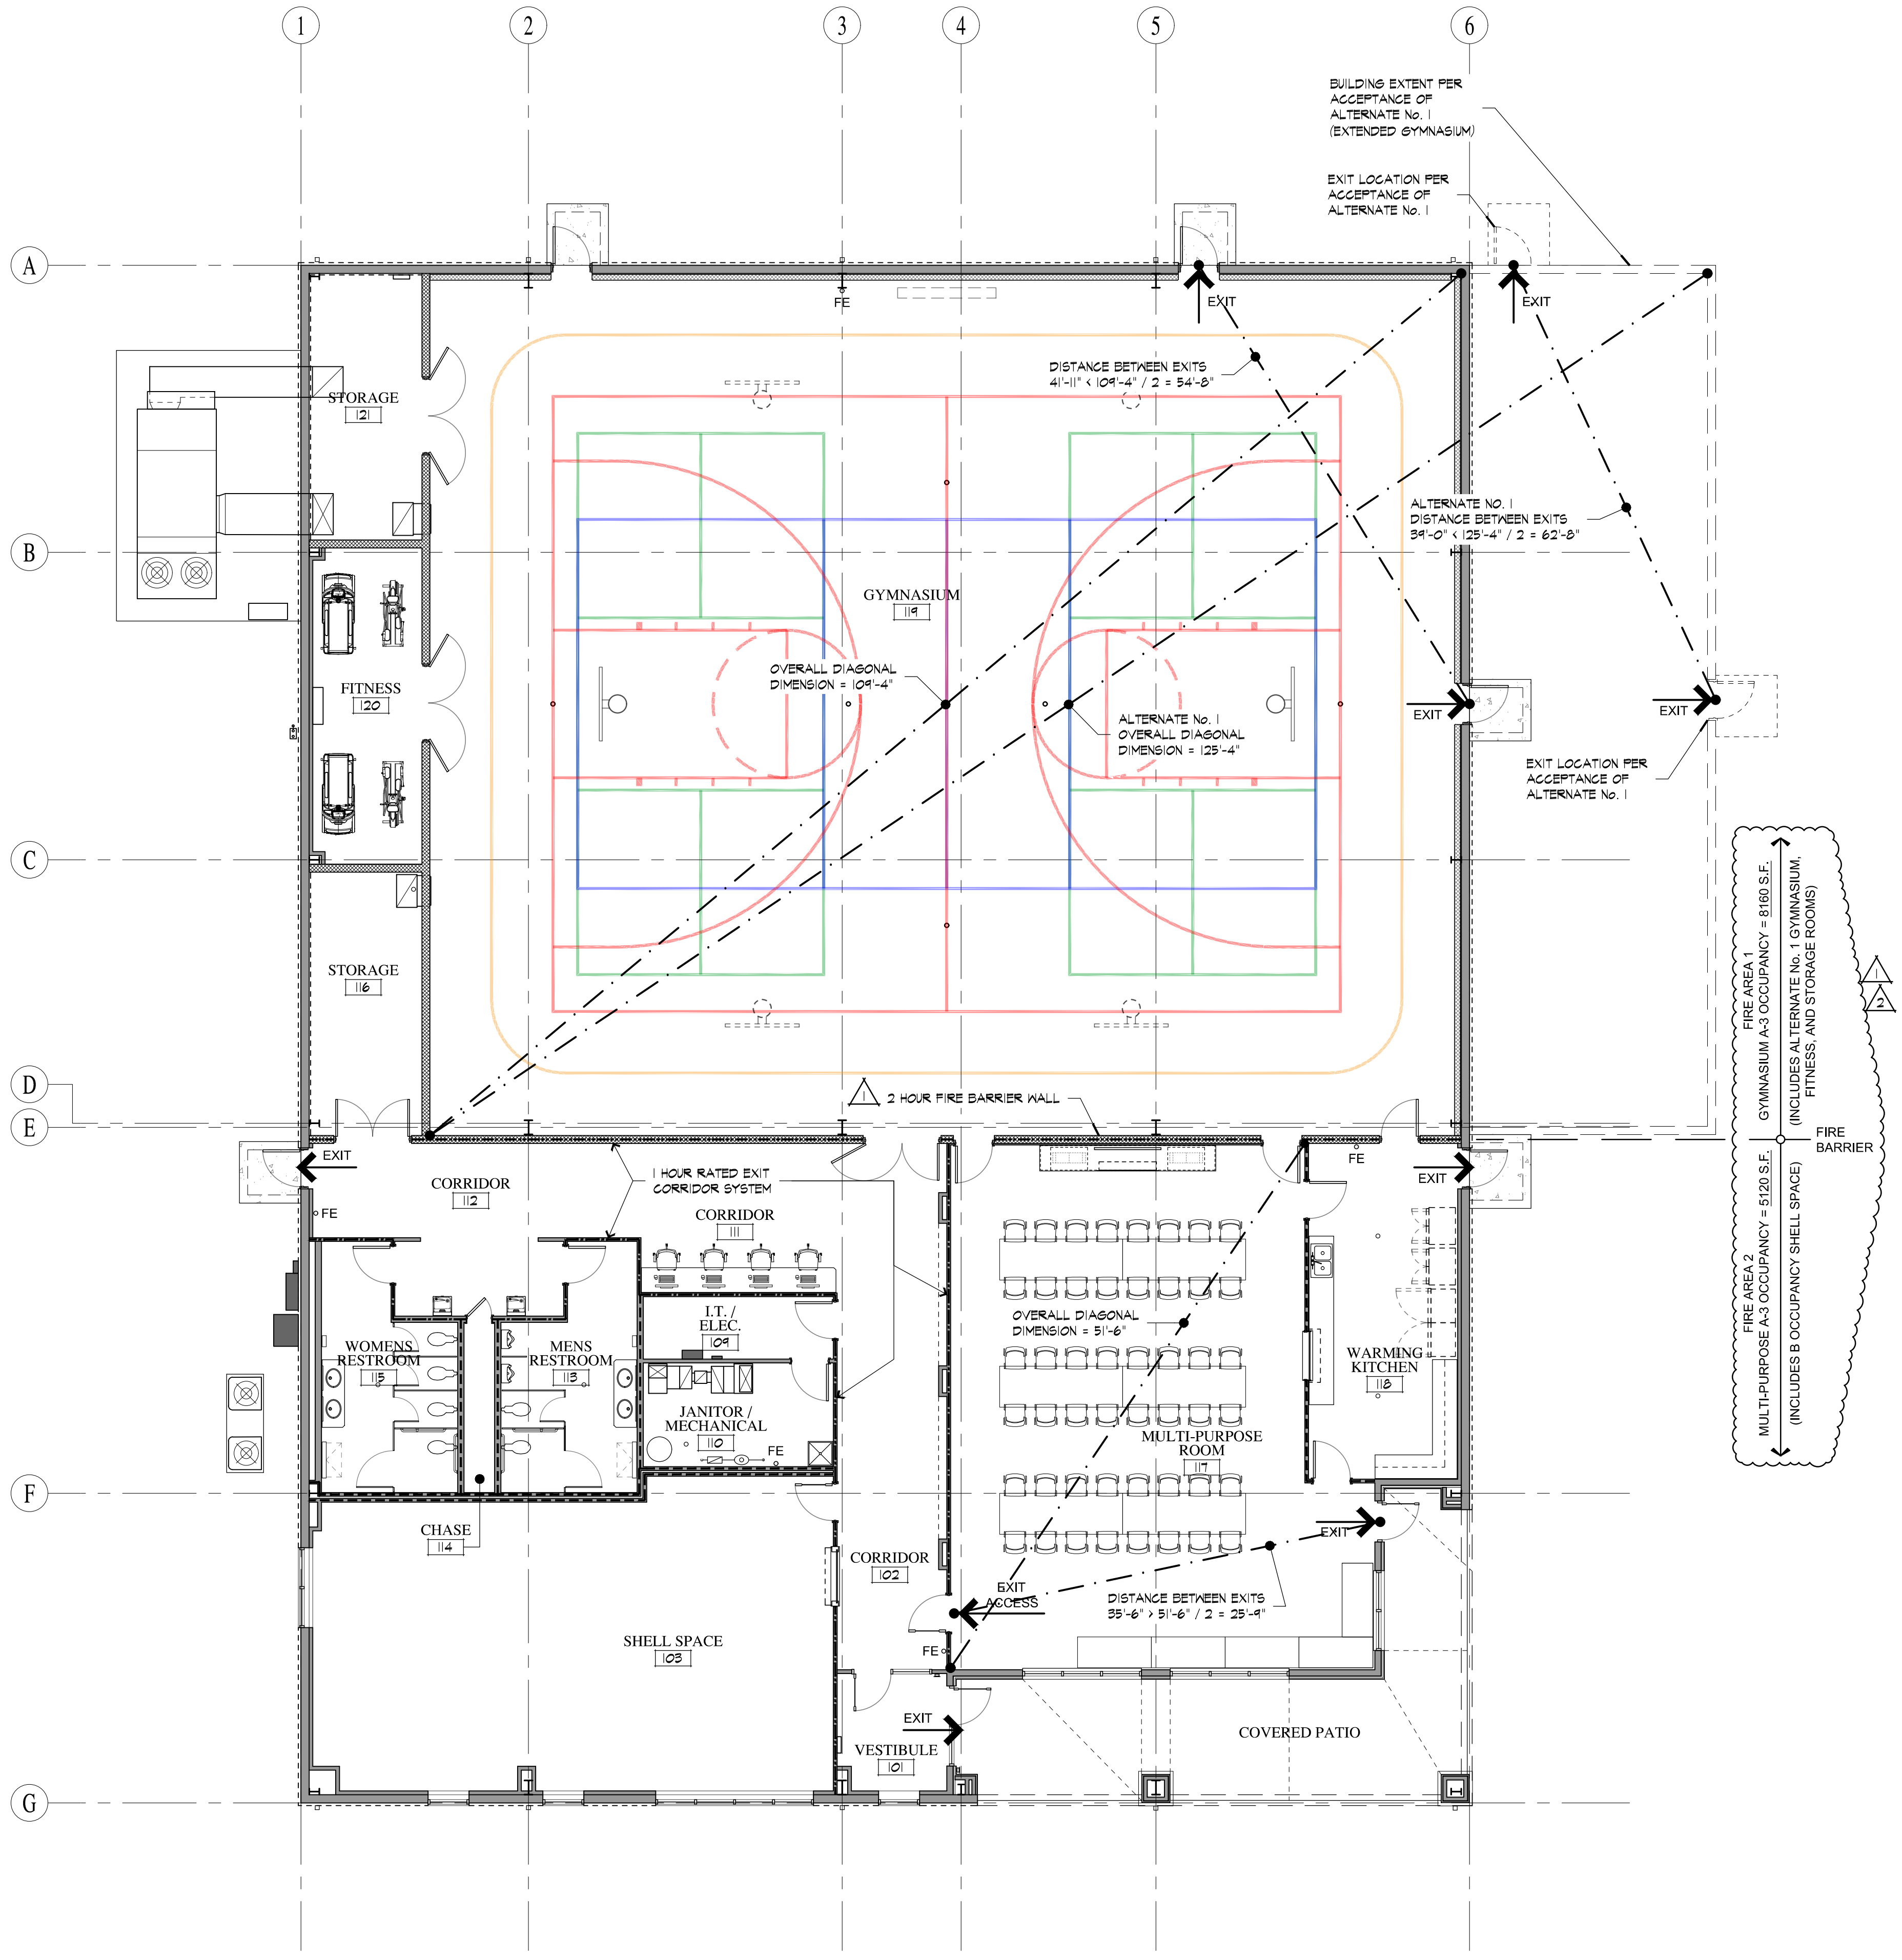 1
2
3
4
5
6
BUILDING EXTENT PER
ACCEPTANCE OF
ALTERNATE No. 1
(EXTENDED GYMNASIUM)
EXIT LOCATION PER
ACCEPTANCE OF
ALTERNATE No. 1
A
FE
EXIT
EXIT
DISTANCE BETWEEN EXITS
41'-11" < 109'-4" / 2 = 54'-8"
STORAGE
121
ALTERNATE NO. 1
DISTANCE BETWEEN EXITS
39'-0" < 125'-4" / 2 = 62'-8"
B
GYMNASIUM
119
OVERALL DIAGONAL
DIMENSION = 109'-4"
FITNESS
120
ALTERNATE No. 1
OVERALL DIAGONAL
DIMENSION = 125'-4"
EXIT
EXIT
EXIT LOCATION PER
ACCEPTANCE OF
ALTERNATE No. 1
C
STORAGE
116
FIRE AREA 1
GYMNASIUM A-3 OCCUPANCY = 8160 S.F.
(INCLUDES ALTERNATE No. 1 GYMNASIUM,
FITNESS, AND STORAGE ROOMS)
1
2
D
1
2 HOUR FIRE BARRIER WALL
E
FIRE
BARRIER
FIRE AREA 2
MULTI-PURPOSE A-3 OCCUPANCY = 5120 S.F.
(INCLUDES B OCCUPANCY SHELL SPACE)
EXIT
FE
CORRIDOR
112
1 HOUR RATED EXIT
CORRIDOR SYSTEM
CORRIDOR
111
FE
EXIT
I.T. /
ELEC.
109
OVERALL DIAGONAL
DIMENSION = 51'-6"
WOMENS
RESTROOM
115
MENS
RESTROOM
113
WARMING
KITCHEN
118
JANITOR /
MECHANICAL
110
FE
MULTI-PURPOSE
ROOM
117
F
CHASE
114
EXIT
CORRIDOR
102
EXIT
ACCESS
DISTANCE BETWEEN EXITS
35'-6" > 51'-6" / 2 = 25'-9"
SHELL SPACE
103
FE
EXIT
VESTIBULE
101
COVERED PATIO
G